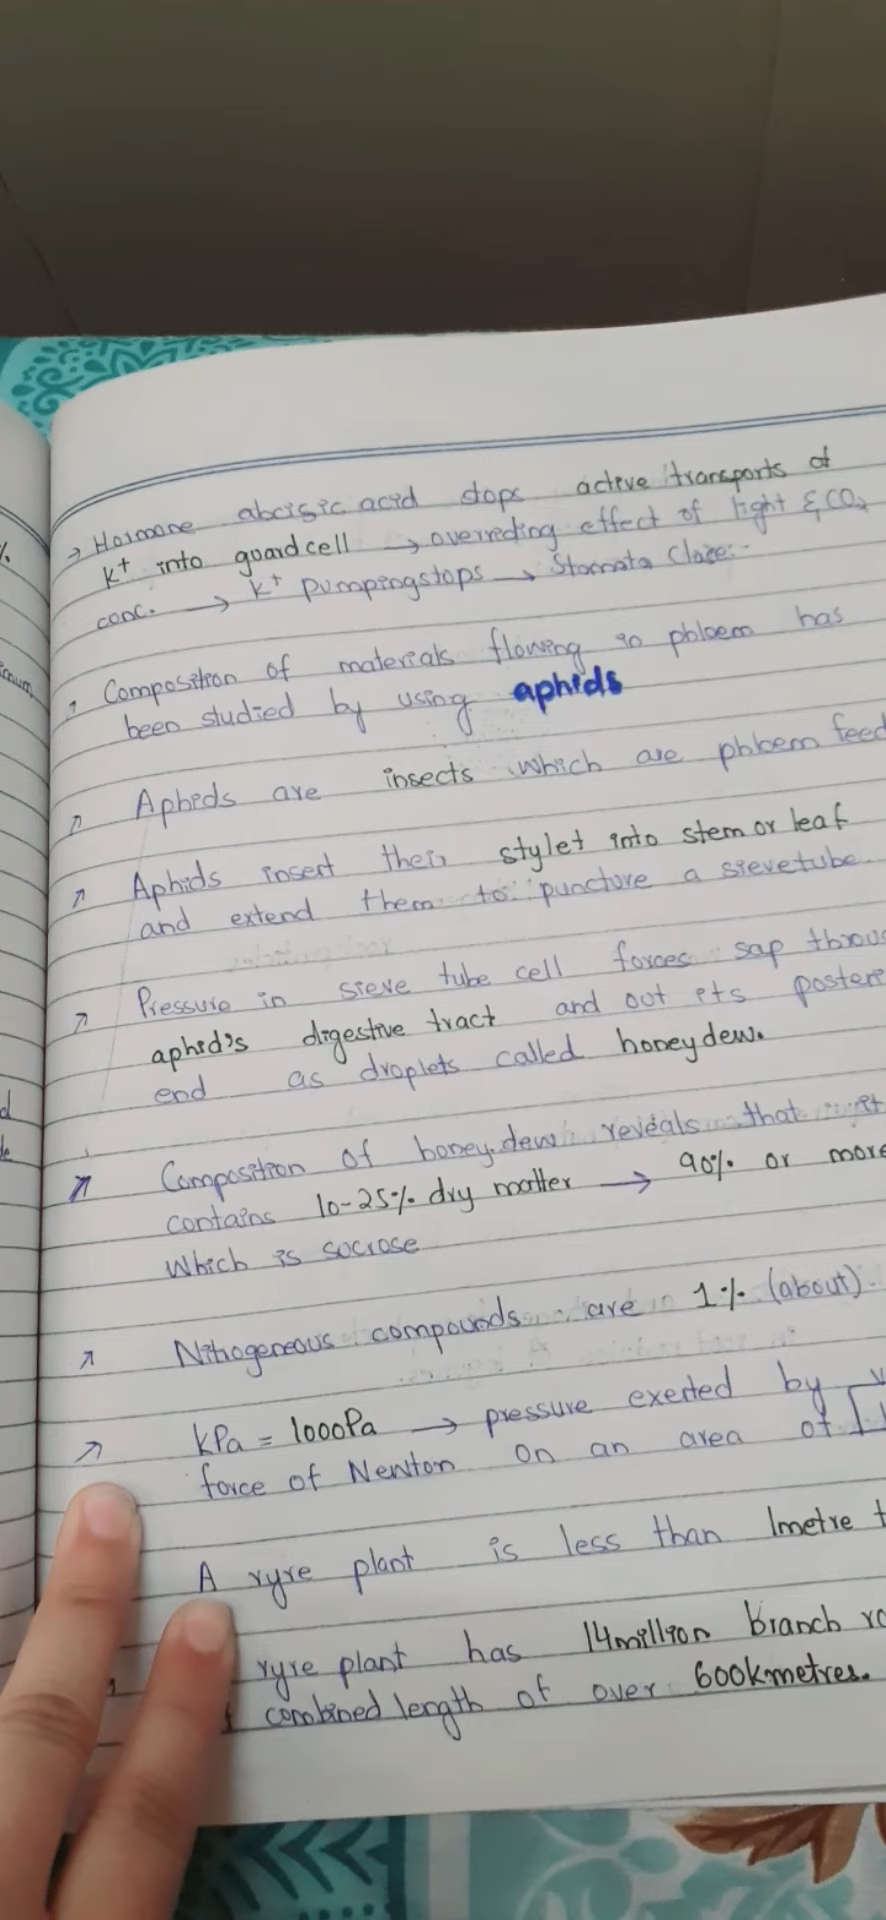 → Hormone abcisic acid stops active transports of
K+ into guard cell → overreding effect of light & CO2
conc. → K+ pumping stops → Stomata Close:-
Composition of materials flowing in phloem has
been studied by using aphids
Aphids are insects which are phloem feed
Aphids insert their stylet into stem or leaf
and extend them to puncture a sievetube
Pressure in sieve tube cell forces sap throu
aphid's digestive tract and out its poster
end as droplets called honeydew.
Composition of honey.dew reveals that it
contains 10-25% dry matter → 90% or more
Which is sucrose
Nitrogeneous compounds are 1% (about)
kPa = 1000Pa → pressure exerted by
force of Newton on an area of
A ryre plant is less than 1metre t
ryre plant has 14million branch ro
combined length of over 600kmetres.